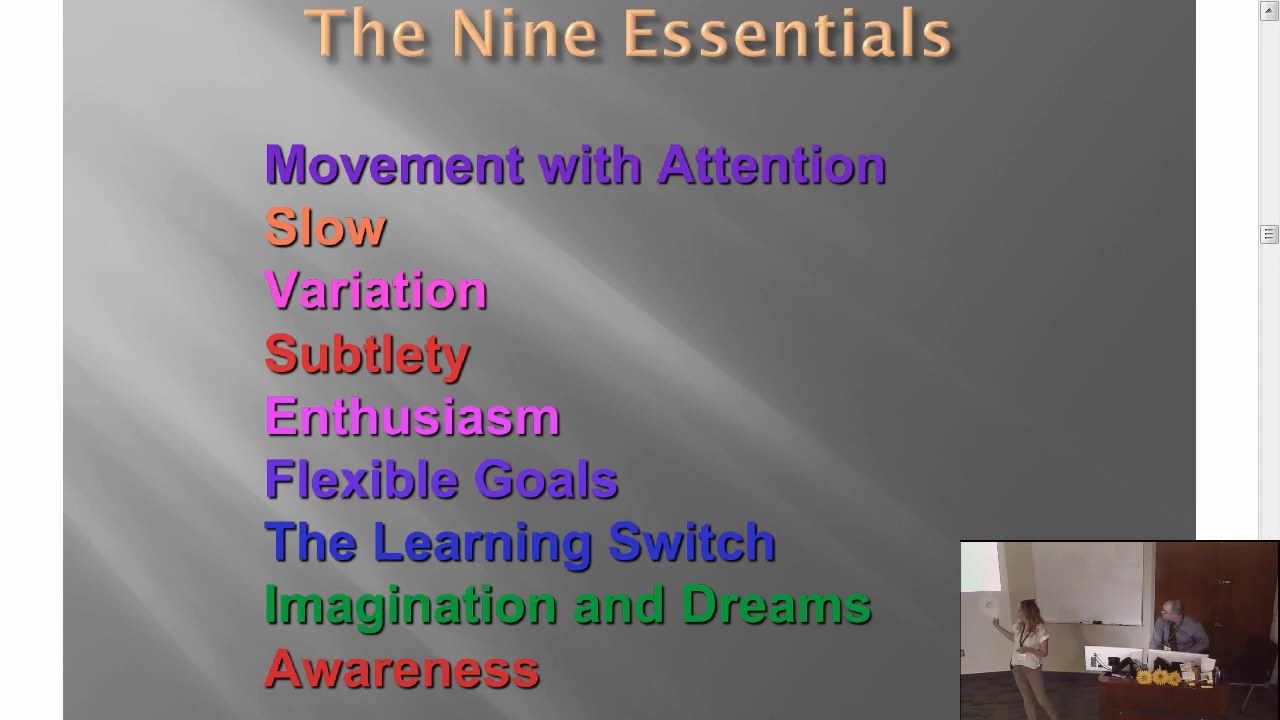 The Nine Essentials
Movement with Attention
Slow
Variation
Subtlety
Enthusiasm
Flexible Goals
The Learning Switch
Imagination and Dreams
Awareness